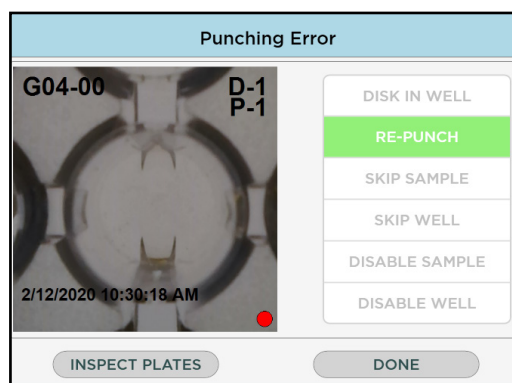 Punching Error
G04-00
D-1
P-1
2/12/2020 10:30:18 AM
DISK IN WELL
RE-PUNCH
SKIP SAMPLE
SKIP WELL
DISABLE SAMPLE
DISABLE WELL
INSPECT PLATES
DONE